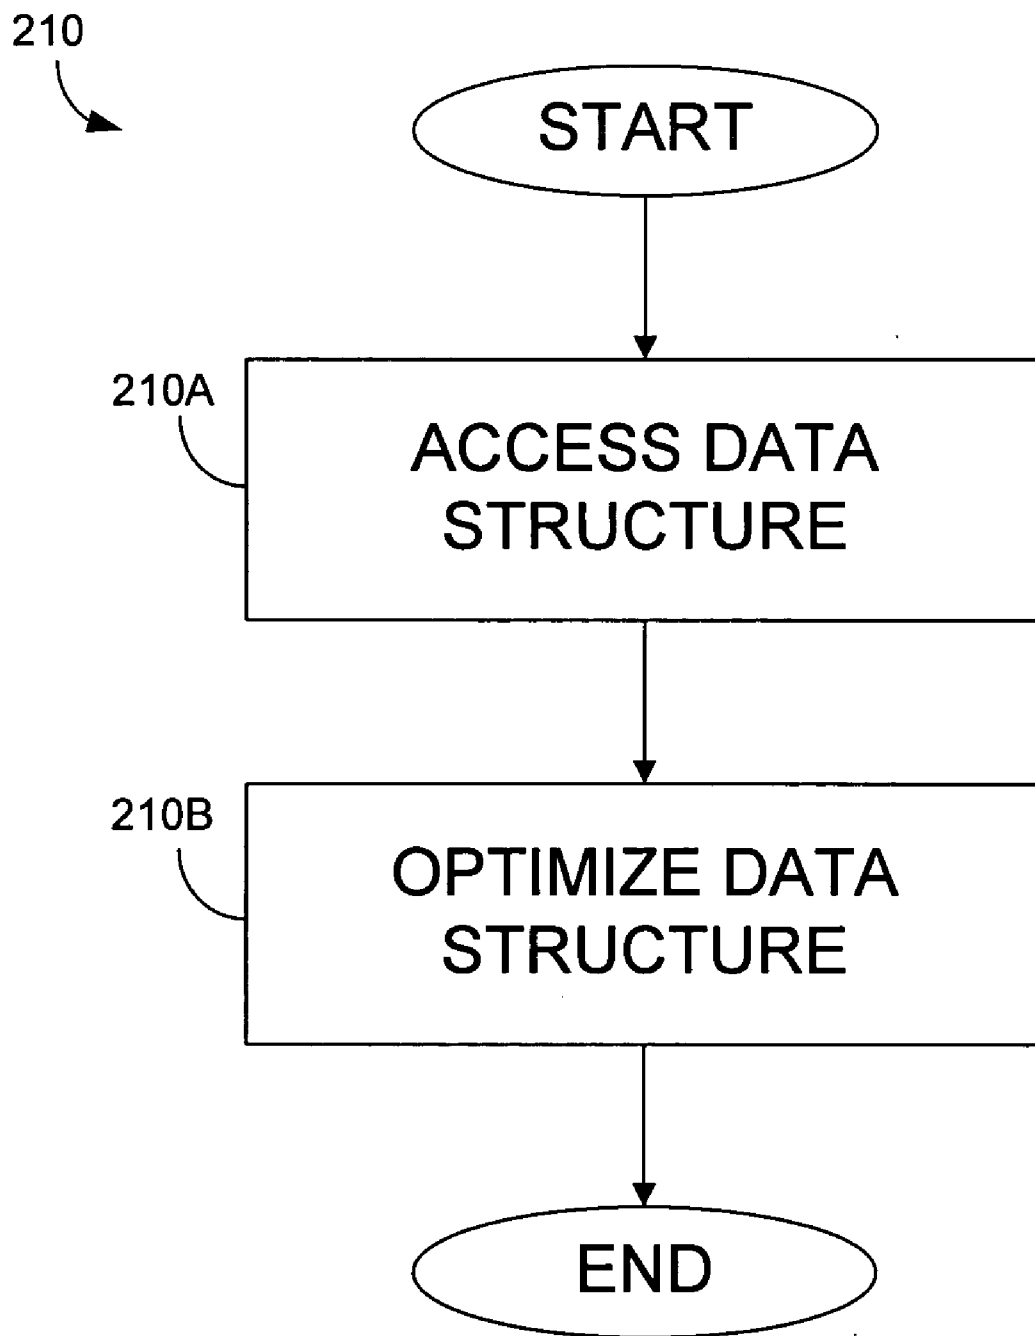 210
START
210A
ACCESS DATA
STRUCTURE
210B
OPTIMIZE DATA
STRUCTURE
END